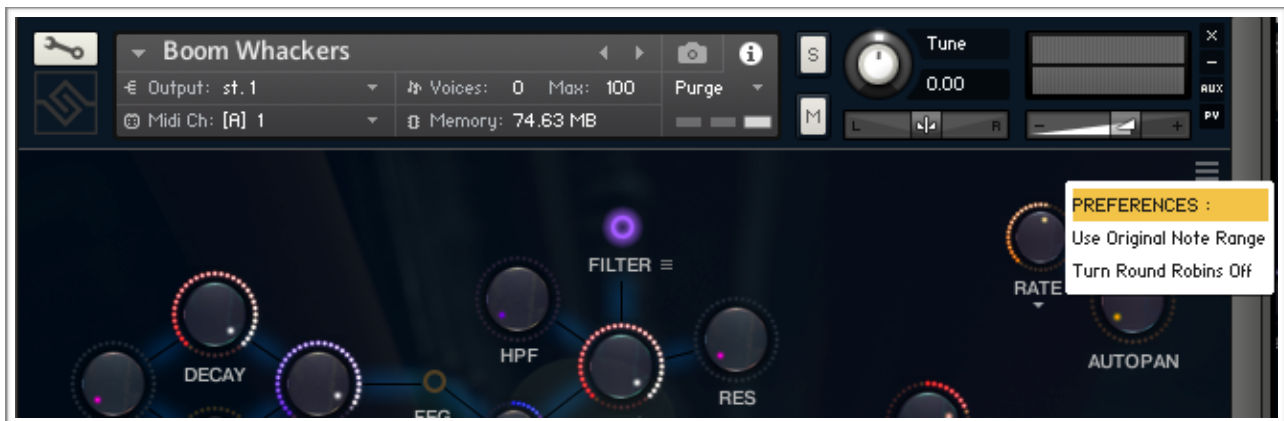 Boom Whackers
Output: st.1
Voices: 0 Max: 100
Purge
Midi Ch: [A] 1
Memory: 74.63 MB
S
M
Tune
0.00
L
R
-
+
X
-
AUX
PV
PREFERENCES :
Use Original Note Range
Turn Round Robins Off
FILTER
RATE
HPF
DECAY
AUTOPAN
RES